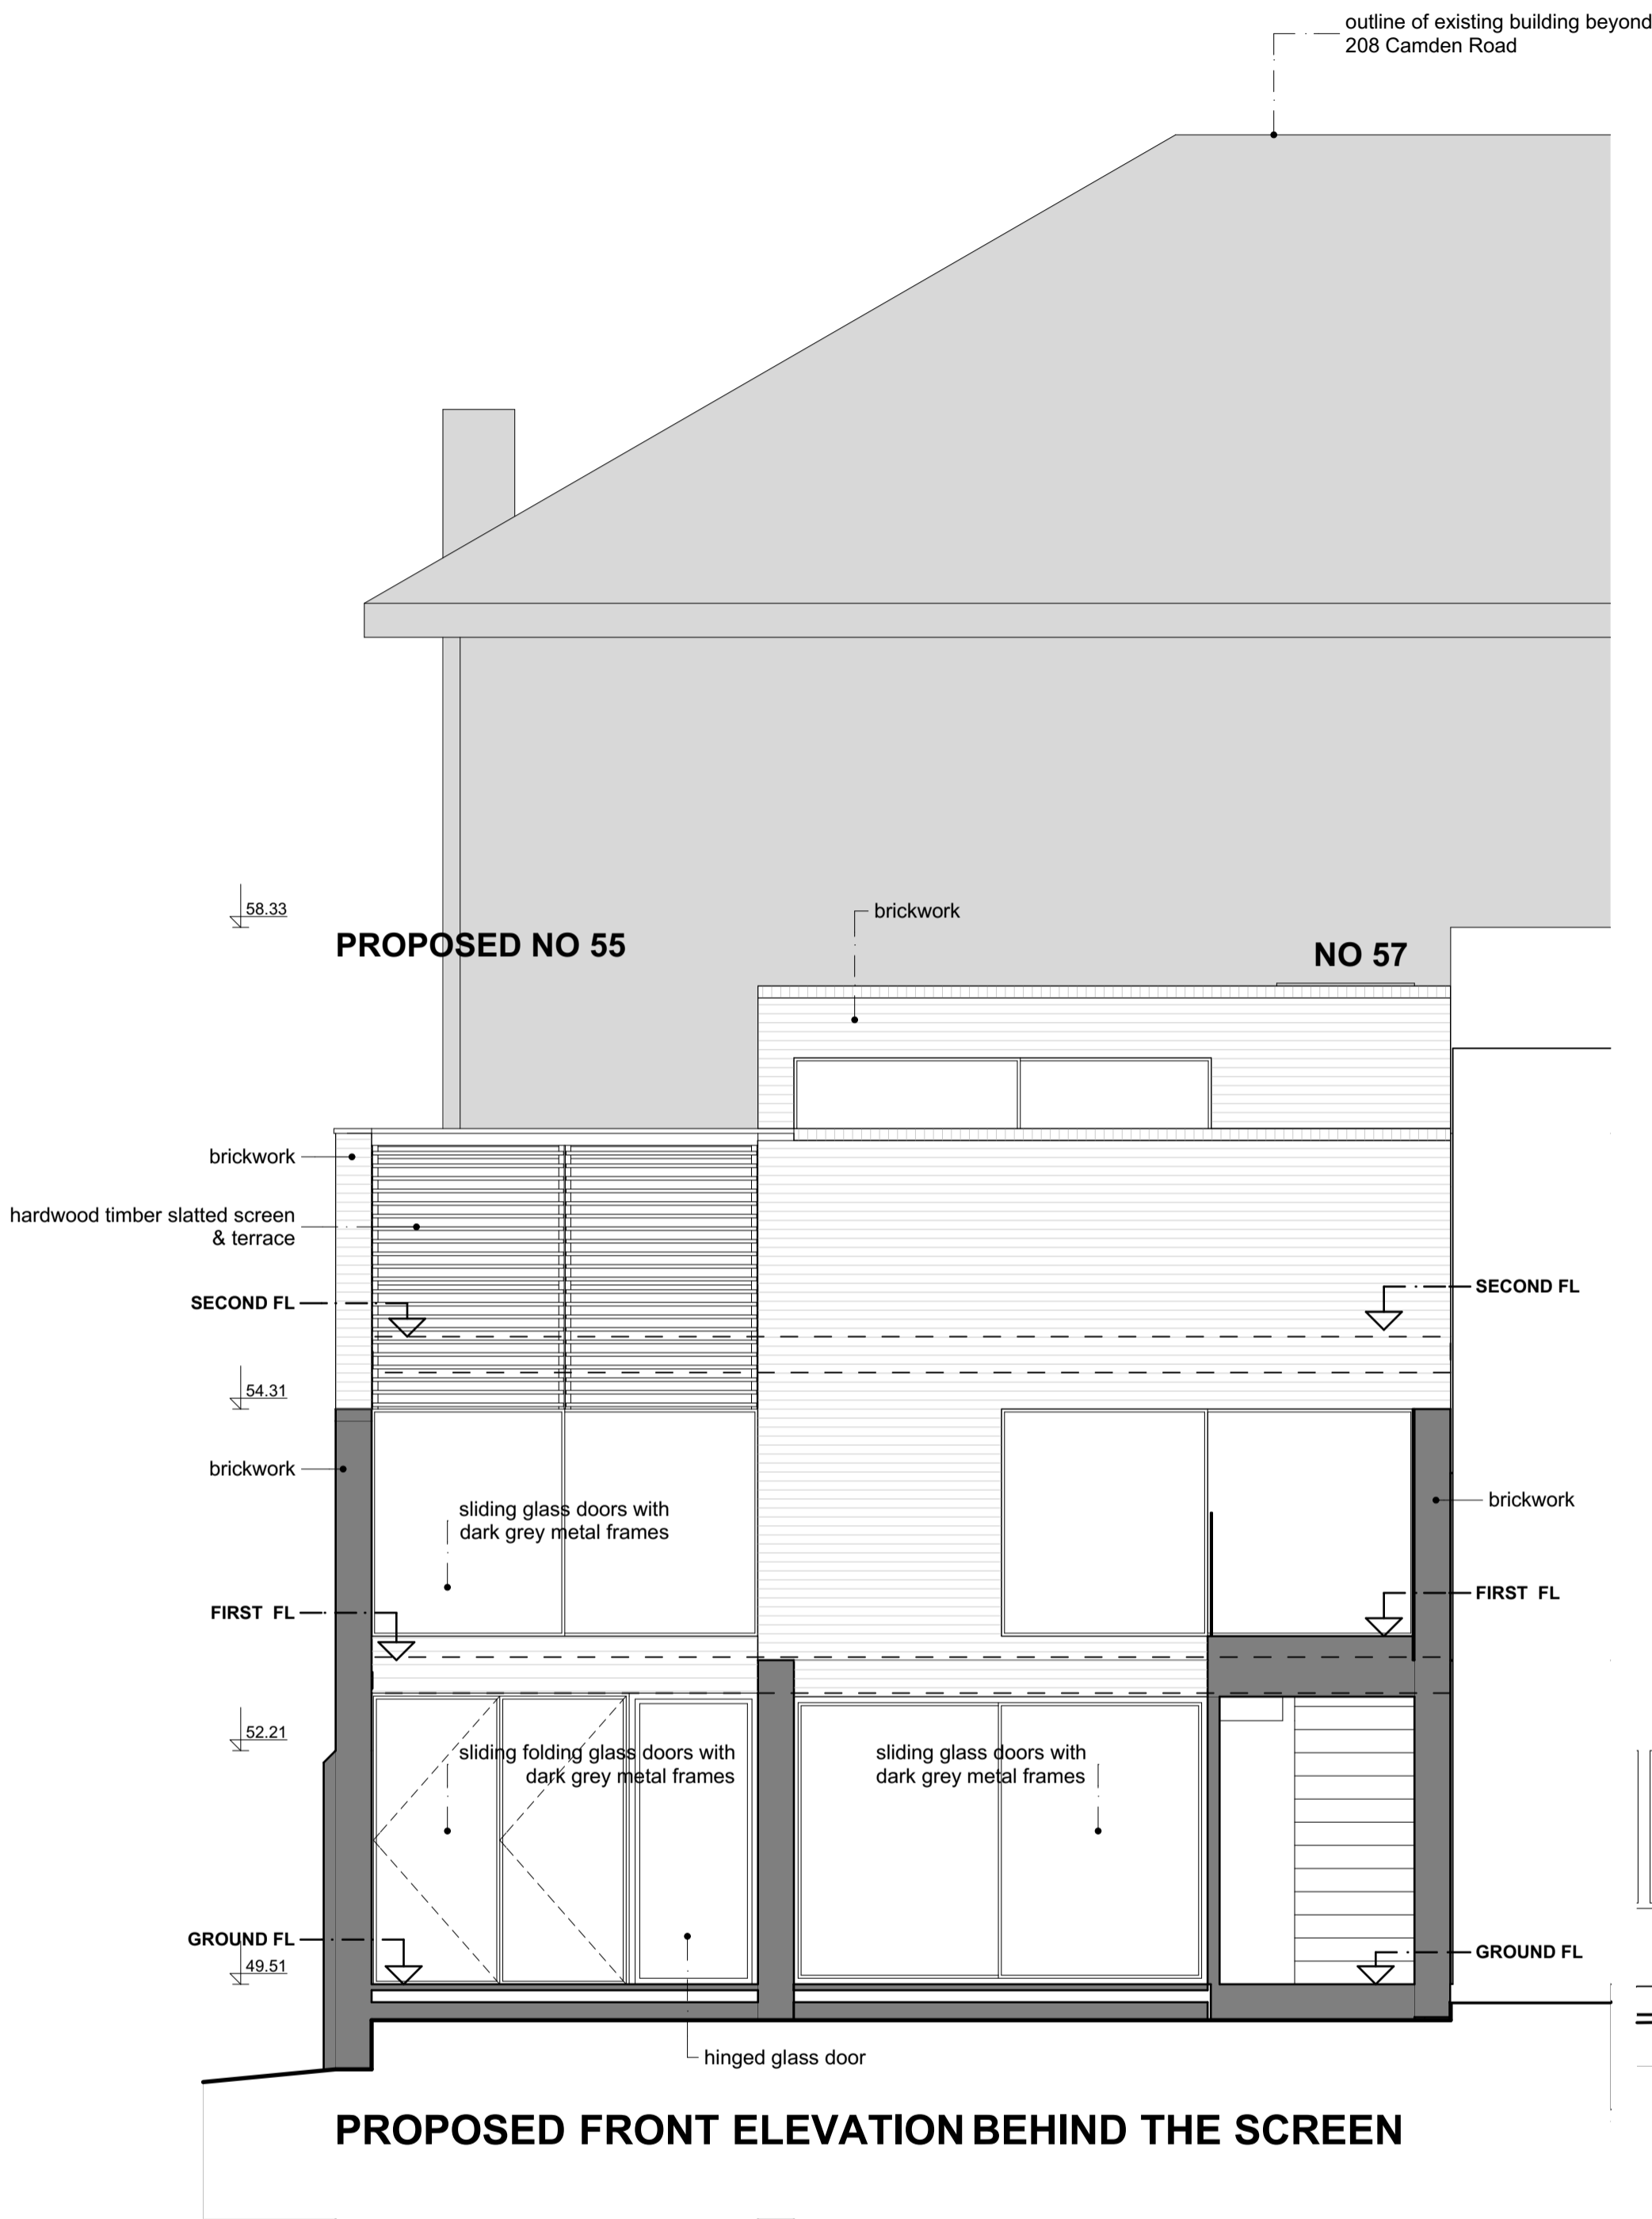 outline of existing building beyond
208 Camden Road
58.33
brickwork
PROPOSED NO 55
NO 57
brickwork
hardwood timber slatted screen
& terrace
SECOND FL
SECOND FL
54.31
brickwork
brickwork
sliding glass doors with
dark grey metal frames
FIRST FL
FIRST FL
52.21
sliding folding glass doors with
dark grey metal frames
sliding glass doors with
dark grey metal frames
GROUND FL
GROUND FL
49.51
hinged glass door
PROPOSED FRONT ELEVATION BEHIND THE SCREEN